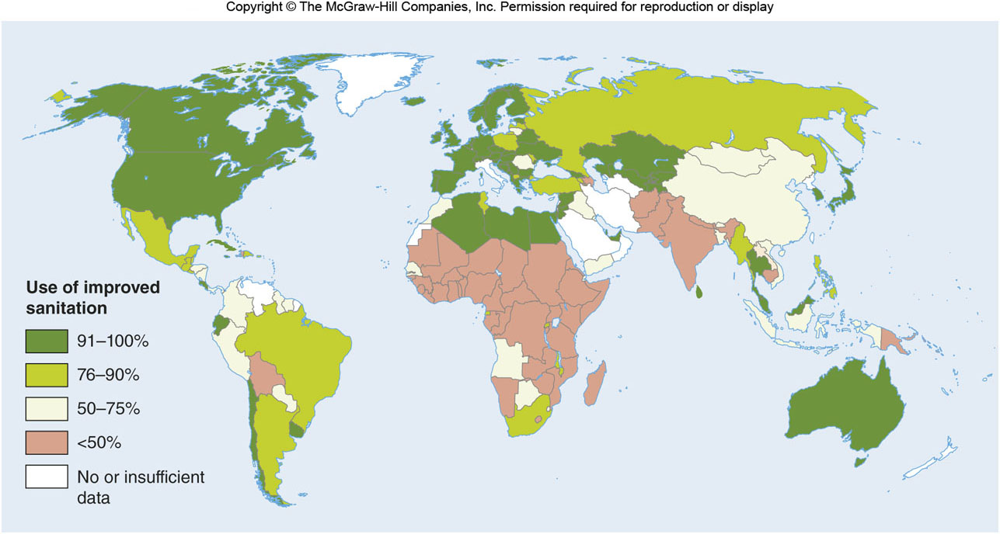 Copyright © The McGraw-Hill Companies, Inc. Permission required for reproduction or display
Use of improved
sanitation
91–100%
76–90%
50–75%
<50%
No or insufficient
data